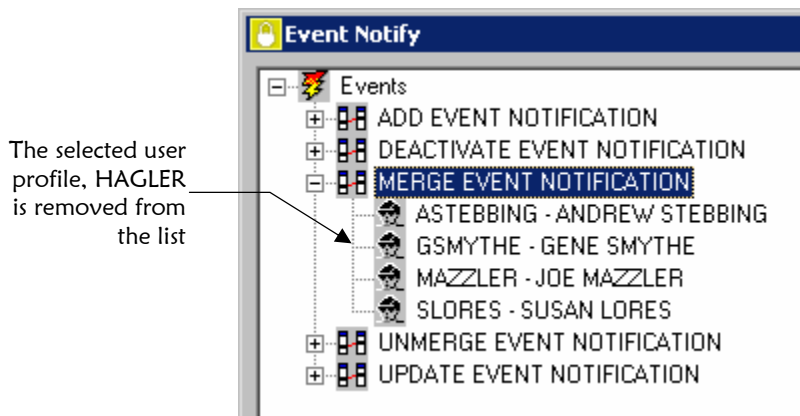 Event Notify
Events
ADD EVENT NOTIFICATION
DEACTIVATE EVENT NOTIFICATION
MERGE EVENT NOTIFICATION
ASTEBBING - ANDREW STEBBING
GSMYTHE - GENE SMYTHE
MAZZLER - JOE MAZZLER
SLORES - SUSAN LORES
UNMERGE EVENT NOTIFICATION
UPDATE EVENT NOTIFICATION
The selected user
profile, HAGLER
is removed from
the list